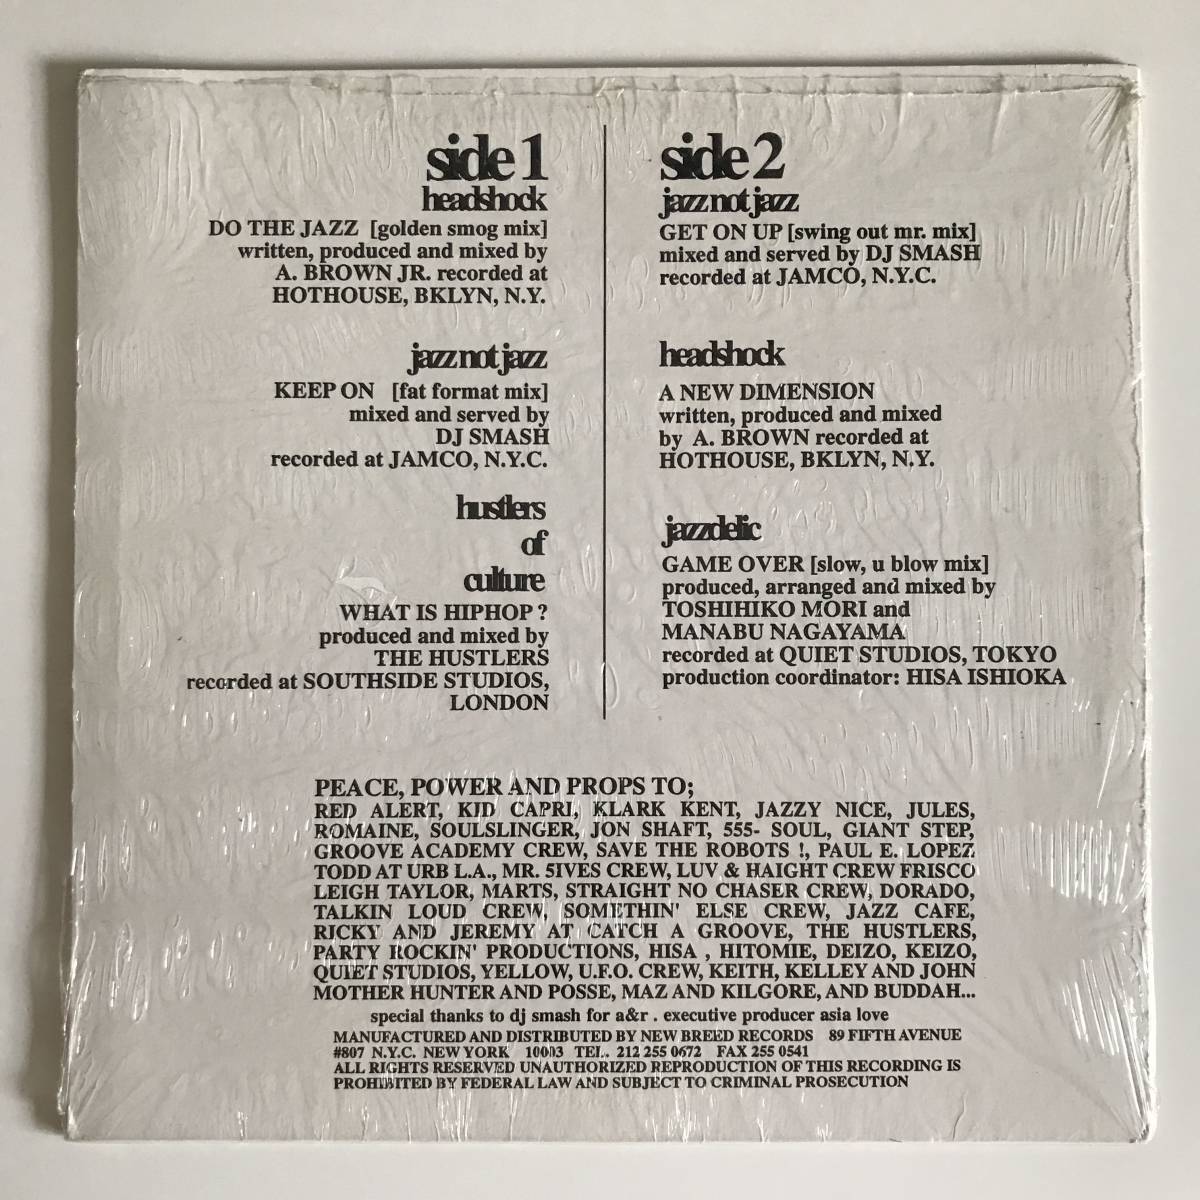 side 1
headshock
DO THE JAZZ [golden smog mix]
written, produced and mixed by
A. BROWN JR. recorded at
HOTHOUSE, BKLYN, N.Y.
jazz not jazz
KEEP ON [fat format mix]
mixed and served by
DJ SMASH
recorded at JAMCO, N.Y.C.
hustlers
of
culture
WHAT IS HIPHOP ?
produced and mixed by
THE HUSTLERS
recorded at SOUTHSIDE STUDIOS,
LONDON
side 2
jazz not jazz
GET ON UP [swing out mr. mix]
mixed and served by DJ SMASH
recorded at JAMCO, N.Y.C.
headshock
A NEW DIMENSION
written, produced and mixed
by A. BROWN recorded at
HOTHOUSE, BKLYN, N.Y.
jazzdelic
GAME OVER [slow, u blow mix]
produced, arranged and mixed by
TOSHIHIKO MORI and
MANABU NAGAYAMA
recorded at QUIET STUDIOS, TOKYO
production coordinator: HISA ISHIOKA
PEACE, POWER AND PROPS TO;
RED ALERT, KID CAPRI, KLARK KENT, JAZZY NICE, JULES,
ROMAINE, SOULSLINGER, JON SHAFT, 555- SOUL, GIANT STEP,
GROOVE ACADEMY CREW, SAVE THE ROBOTS !, PAUL E. LOPEZ
TODD AT URB L.A., MR. 5IVES CREW, LUV & HAIGHT CREW FRISCO
LEIGH TAYLOR, MARTS, STRAIGHT NO CHASER CREW, DORADO,
TALKIN LOUD CREW, SOMETHIN' ELSE CREW, JAZZ CAFE,
RICKY AND JEREMY AT CATCH A GROOVE, THE HUSTLERS,
PARTY ROCKIN' PRODUCTIONS, HISA , HITOMIE, DEIZO, KEIZO,
QUIET STUDIOS, YELLOW, U.F.O. CREW, KEITH, KELLEY AND JOHN
MOTHER HUNTER AND POSSE, MAZ AND KILGORE, AND BUDDAH...
special thanks to dj smash for a&r . executive producer asia love
MANUFACTURED AND DISTRIBUTED BY NEW BREED RECORDS 89 FIFTH AVENUE
#807 N.Y.C. NEW YORK 10003 TEL. 212 255 0672 FAX 255 0541
ALL RIGHTS RESERVED UNAUTHORIZED REPRODUCTION OF THIS RECORDING IS
PROHIBITED BY FEDERAL LAW AND SUBJECT TO CRIMINAL PROSECUTION